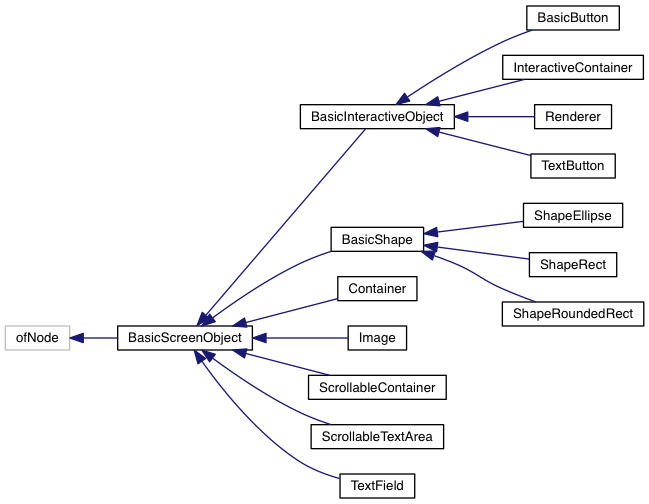 BasicButton
InteractiveContainer
BasicInteractiveObject
Renderer
TextButton
ShapeEllipse
BasicShape
ShapeRect
Container
ShapeRoundedRect
ofNode
BasicScreenObject
Image
ScrollableContainer
ScrollableTextArea
TextField